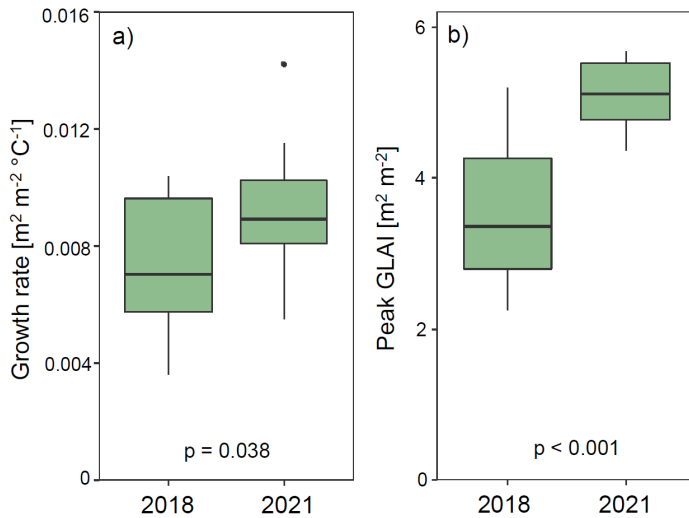 a)
Growth rate [m² m⁻² °C⁻¹]
0.016
0.012
0.008
0.004
0
p = 0.038
2018 2021
b)
Peak GLAI [m² m⁻²]
6
4
2
0
p < 0.001
2018 2021